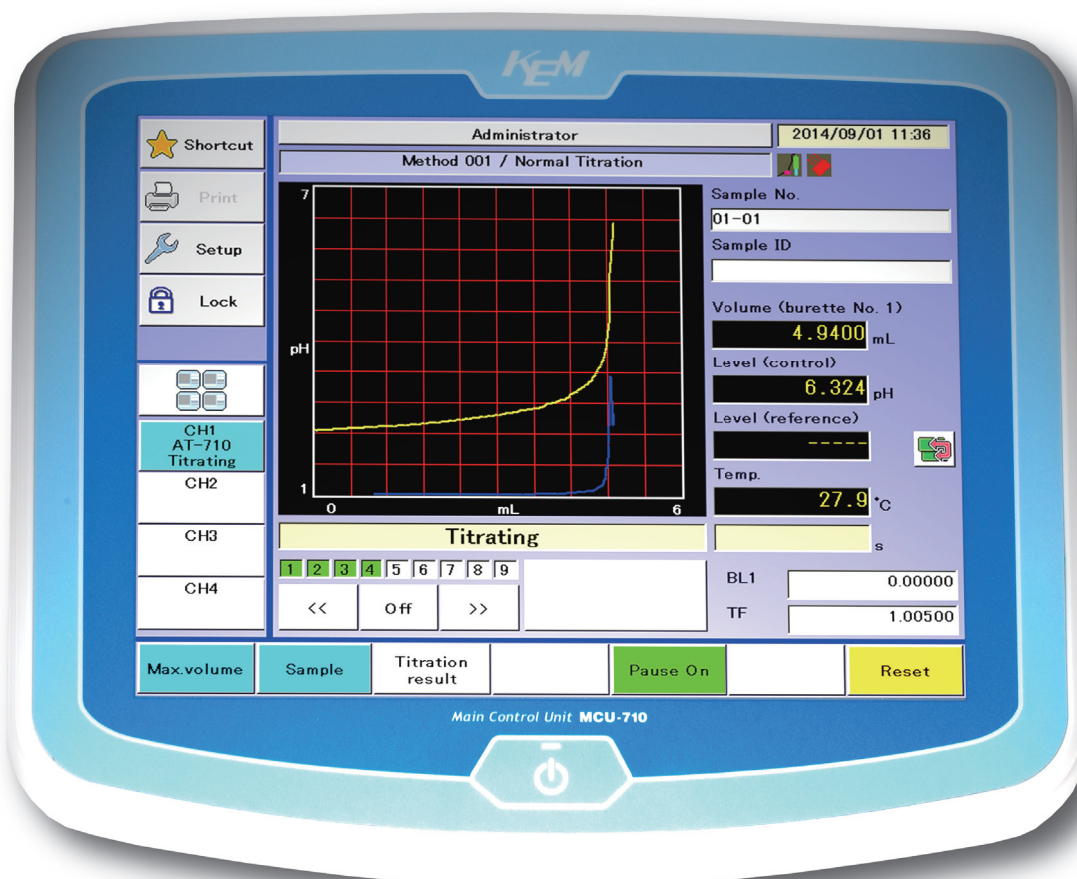 KEM
Shortcut
Print
Setup
Lock
CH1
AT-710
Titrating
CH2
CH3
CH4
Administrator
2014/09/01 11:36
Method 001 / Normal Titration
7
pH
1
0
mL
6
Sample No.
01-01
Sample ID
Volume (burette No. 1)
4.9400 mL
Level (control)
6.324 pH
Level (reference)
-----
Temp.
27.9 °C
s
Titrating
1 2 3 4 5 6 7 8 9
<< Off >>
BL1 0.00000
TF 1.00500
Max.volume
Sample
Titration
result
Pause On
Reset
Main Control Unit MCU-710